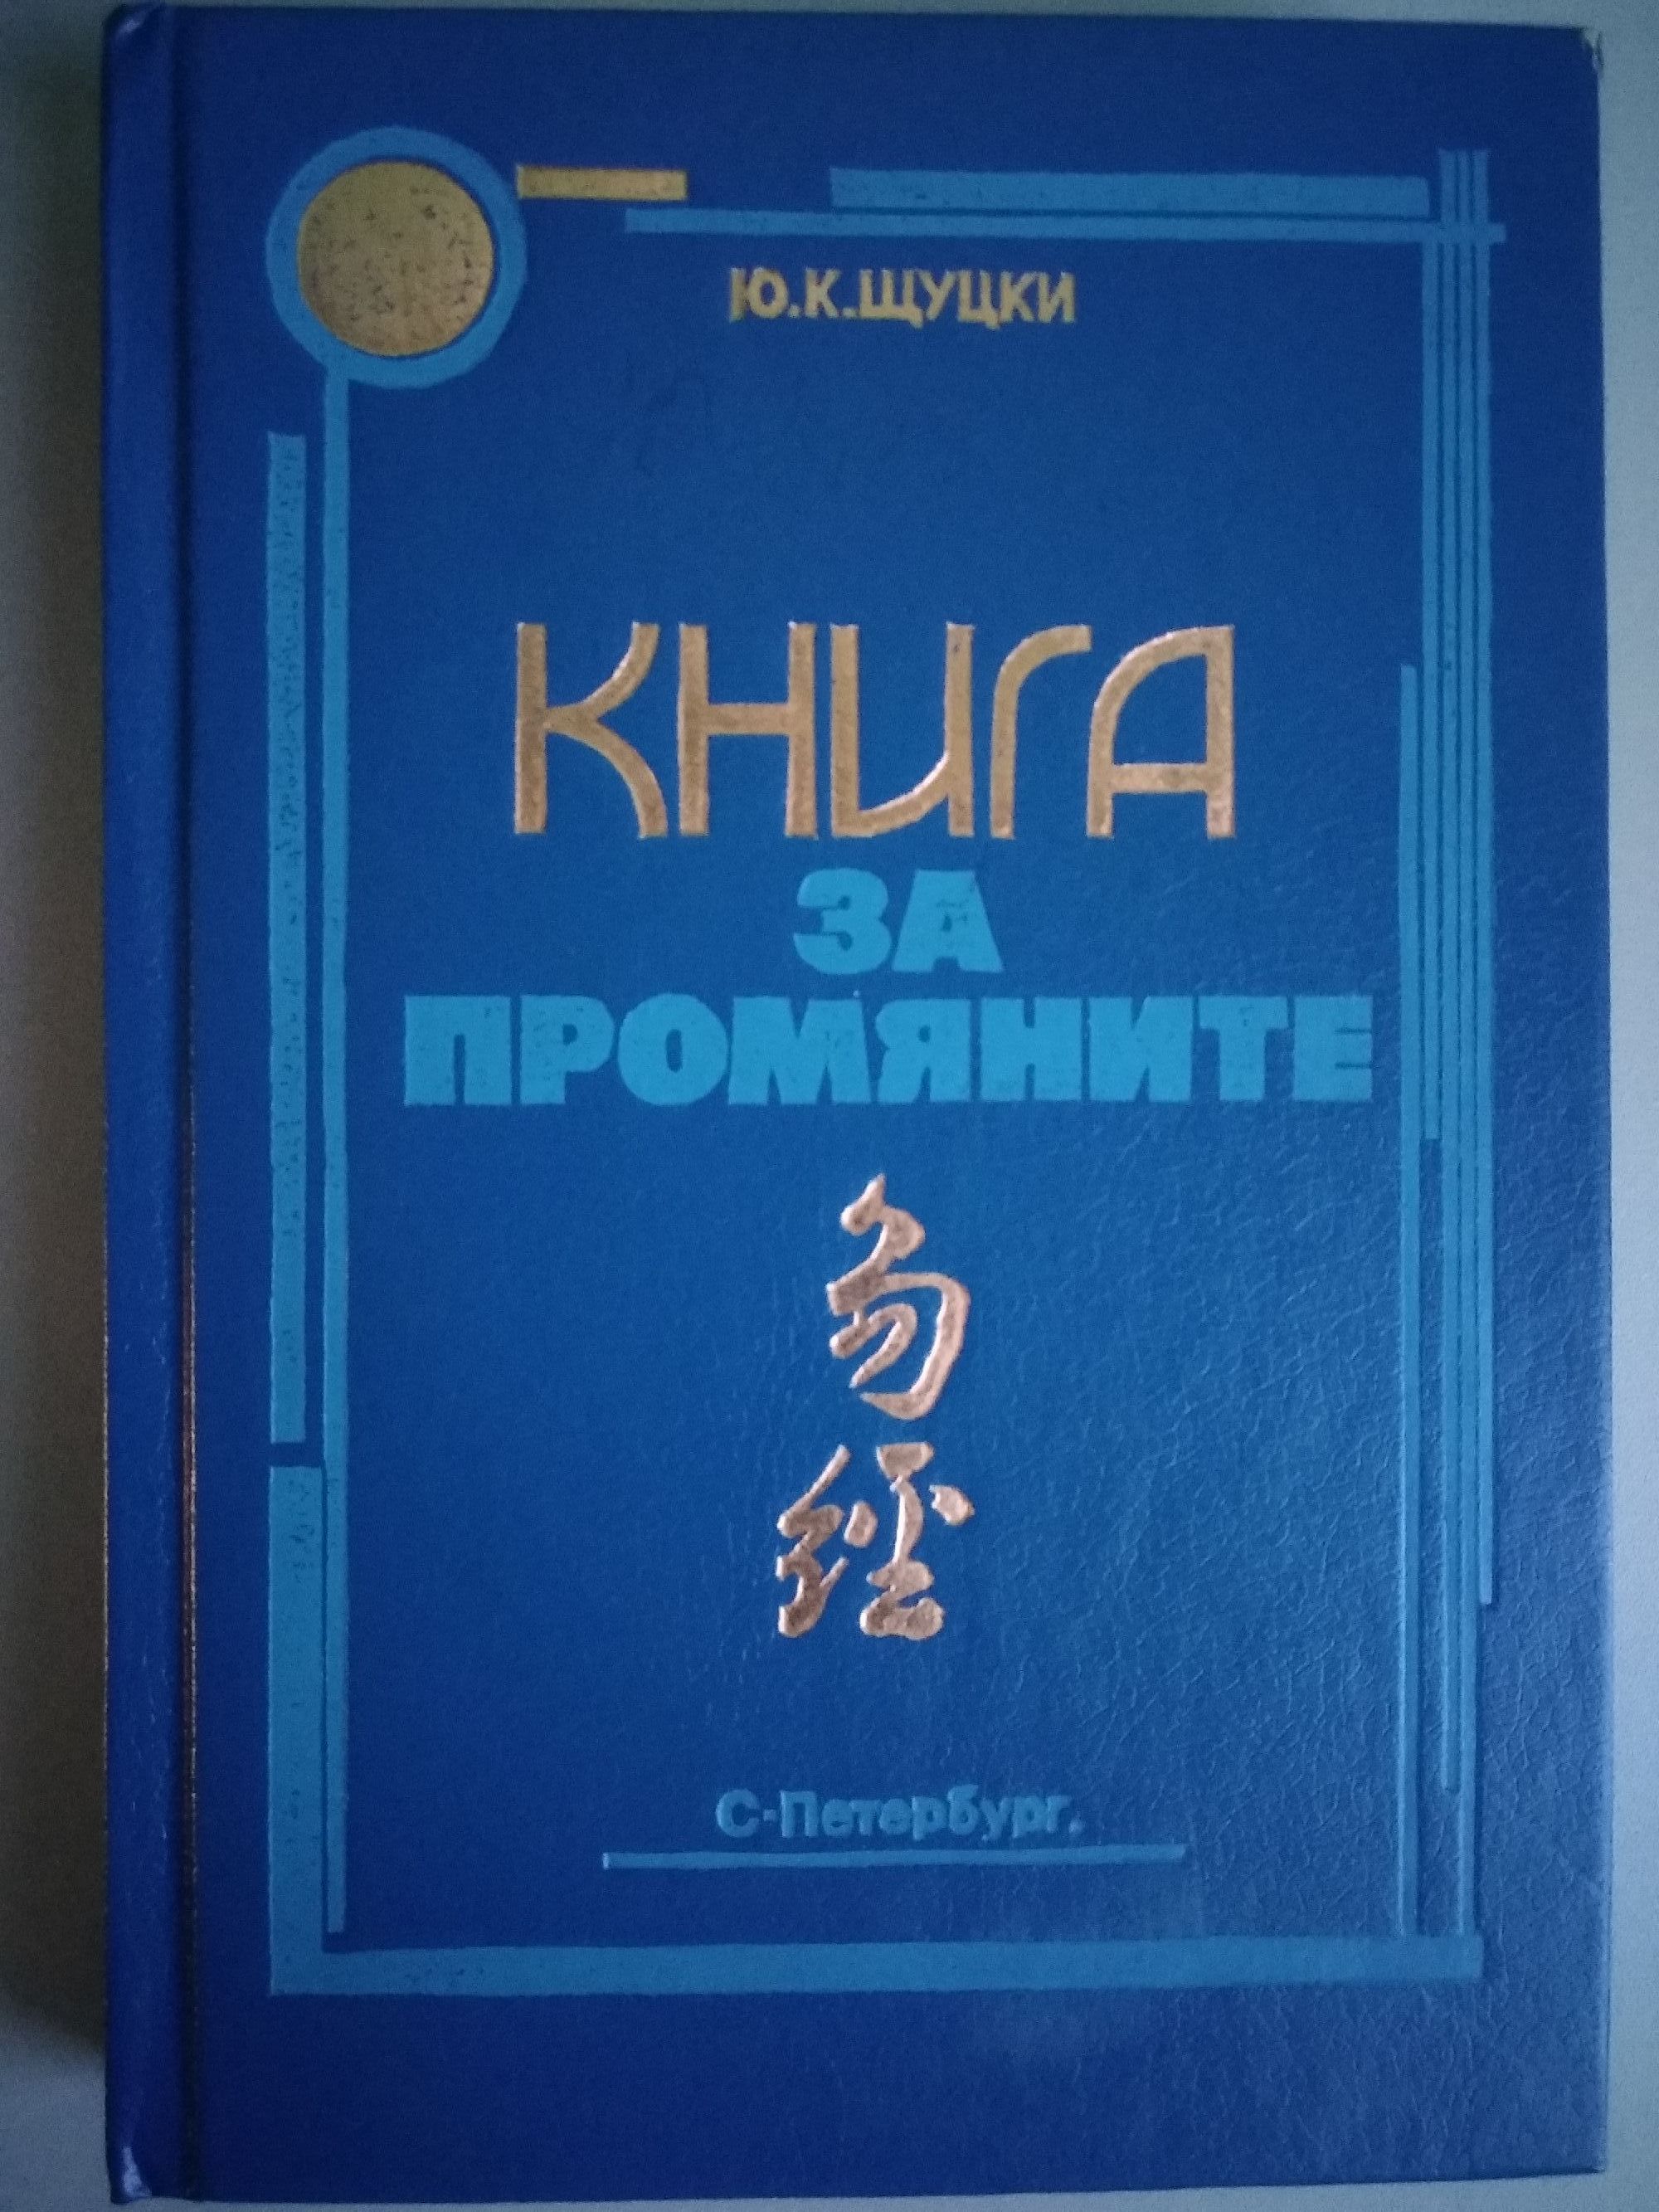 Ю.К.ЩУЦКИ
КНИГА
ЗА
ПРОМЯНИТЕ
易
經
С-Петербург.